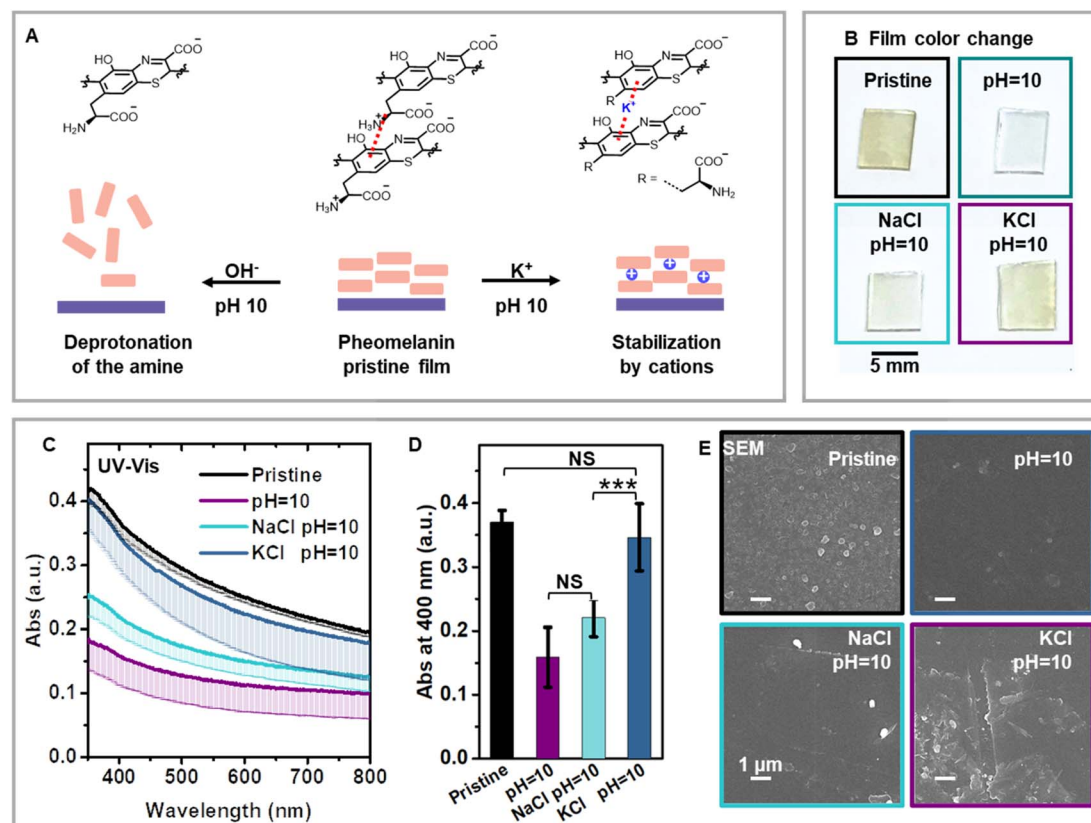 A
HO
N
COO⁻
S
H₂N
COO⁻
HO
N
COO⁻
S
COO⁻
H₃N⁺
HO
N
COO⁻
S
COO⁻
H₃N⁺
HO
N
COO⁻
S
R
K⁺
HO
N
COO⁻
S
R
COO⁻
R =
NH₂
OH⁻
pH 10
K⁺
pH 10
Deprotonation
of the amine
Pheomelanin
pristine film
Stabilization
by cations
B Film color change
Pristine
pH=10
NaCl
pH=10
KCl
pH=10
5 mm
C
UV-Vis
Pristine
pH=10
NaCl pH=10
KCl pH=10
Abs (a.u.)
0.4
0.3
0.2
0.1
0.0
400 500 600 700 800
Wavelength (nm)
D
NS
***
NS
Abs at 400 nm (a.u.)
0.4
0.3
0.2
0.1
0.0
Pristine
pH=10
NaCl pH=10
KCl pH=10
E SEM
Pristine
pH=10
NaCl
pH=10
1 µm
KCl
pH=10